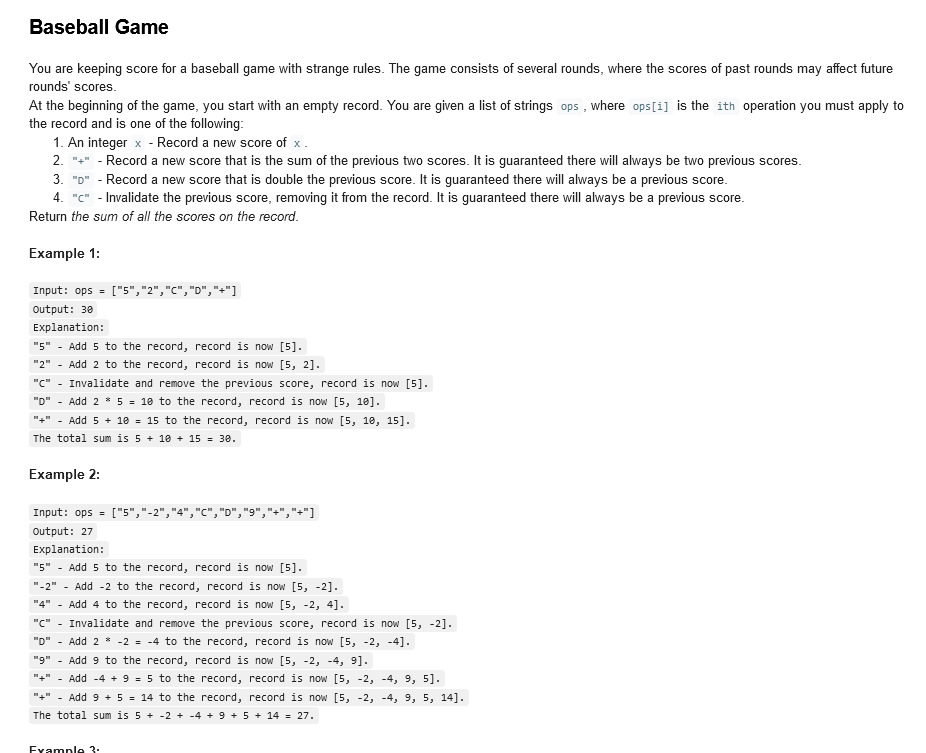 Baseball Game
You are keeping score for a baseball game with strange rules. The game consists of several rounds, where the scores of past rounds may affect future
rounds' scores.
At the beginning of the game, you start with an empty record. You are given a list of strings ops , where ops[i] is the ith operation you must apply to
the record and is one of the following:
1. An integer x - Record a new score of x .
2. "+" - Record a new score that is the sum of the previous two scores. It is guaranteed there will always be two previous scores.
3. "D" - Record a new score that is double the previous score. It is guaranteed there will always be a previous score.
4. "C" - Invalidate the previous score, removing it from the record. It is guaranteed there will always be a previous score.
Return the sum of all the scores on the record.
Example 1:
Input: ops = ["5","2","C","D","+"]
Output: 30
Explanation:
"5" - Add 5 to the record, record is now [5].
"2" - Add 2 to the record, record is now [5, 2].
"C" - Invalidate and remove the previous score, record is now [5].
"D" - Add 2 * 5 = 10 to the record, record is now [5, 10].
"+" - Add 5 + 10 = 15 to the record, record is now [5, 10, 15].
The total sum is 5 + 10 + 15 = 30.
Example 2:
Input: ops = ["5","-2","4","C","D","9","+","+"]
Output: 27
Explanation:
"5" - Add 5 to the record, record is now [5].
"-2" - Add -2 to the record, record is now [5, -2].
"4" - Add 4 to the record, record is now [5, -2, 4].
"C" - Invalidate and remove the previous score, record is now [5, -2].
"D" - Add 2 * -2 = -4 to the record, record is now [5, -2, -4].
"9" - Add 9 to the record, record is now [5, -2, -4, 9].
"+" - Add -4 + 9 = 5 to the record, record is now [5, -2, -4, 9, 5].
"+" - Add 9 + 5 = 14 to the record, record is now [5, -2, -4, 9, 5, 14].
The total sum is 5 + -2 + -4 + 9 + 5 + 14 = 27.
Example 3: